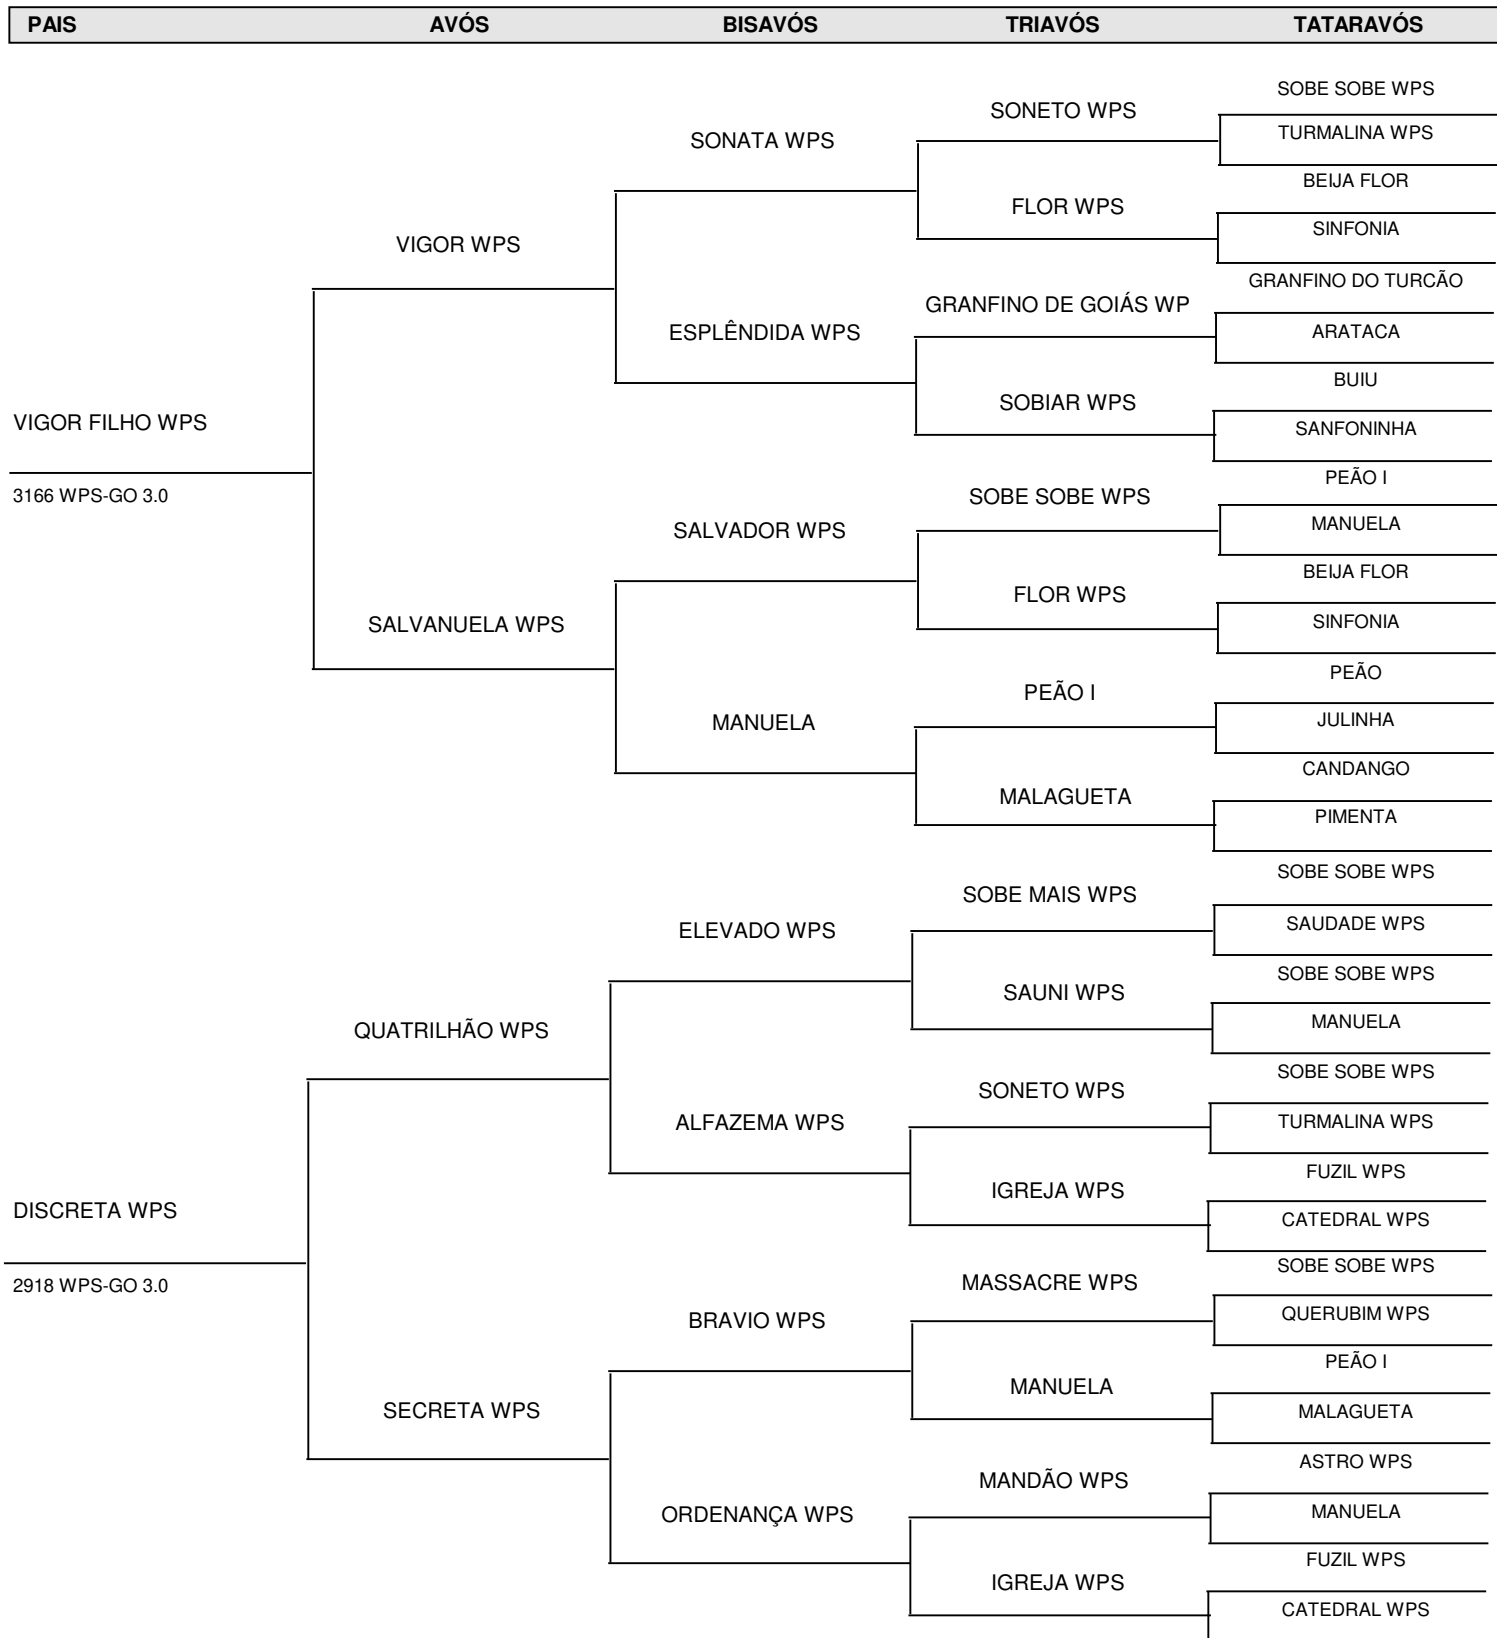 PAIS AVÓS BISAVÓS TRIAVÓS TATARAVÓS
SOBE SOBE WPS
SONETO WPS
TURMALINA WPS
SONATA WPS
BEIJA FLOR
FLOR WPS
SINFONIA
VIGOR WPS
GRANFINO DO TURCÃO
GRANFINO DE GOIÁS WP
ESPLÊNDIDA WPS
ARATACA
BUIU
SOBIAR WPS
VIGOR FILHO WPS
SANFONINHA
PEÃO I
3166 WPS-GO 3.0
SOBE SOBE WPS
MANUELA
SALVADOR WPS
BEIJA FLOR
FLOR WPS
SINFONIA
SALVANUELA WPS
PEÃO
PEÃO I
JULINHA
MANUELA
CANDANGO
MALAGUETA
PIMENTA
SOBE SOBE WPS
SOBE MAIS WPS
SAUDADE WPS
ELEVADO WPS
SOBE SOBE WPS
SAUNI WPS
MANUELA
QUATRILHÃO WPS
SOBE SOBE WPS
SONETO WPS
TURMALINA WPS
ALFAZEMA WPS
FUZIL WPS
IGREJA WPS
DISCRETA WPS
CATEDRAL WPS
SOBE SOBE WPS
2918 WPS-GO 3.0
MASSACRE WPS
QUERUBIM WPS
BRAVIO WPS
PEÃO I
MANUELA
SECRETA WPS
MALAGUETA
ASTRO WPS
MANDÃO WPS
MANUELA
ORDENANÇA WPS
FUZIL WPS
IGREJA WPS
CATEDRAL WPS